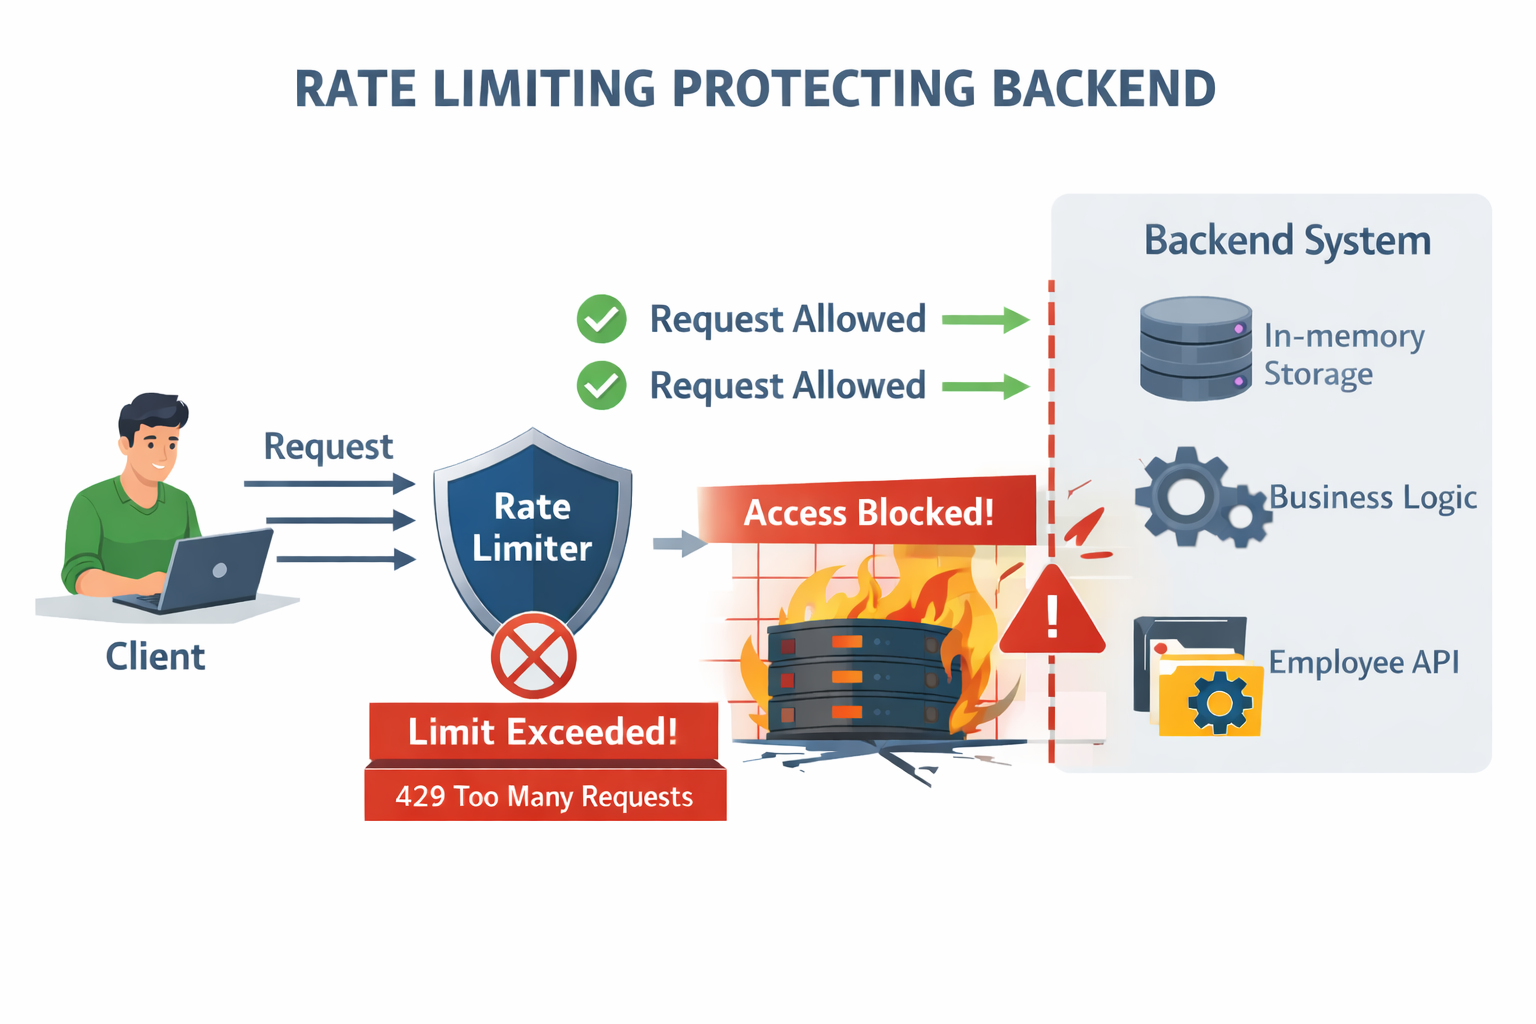 RATE LIMITING PROTECTING BACKEND
Backend System
Request Allowed
Request Allowed
In-memory
Storage
Request
Rate
Limiter
Access Blocked!
Business Logic
!
Client
Employee API
Limit Exceeded!
429 Too Many Requests